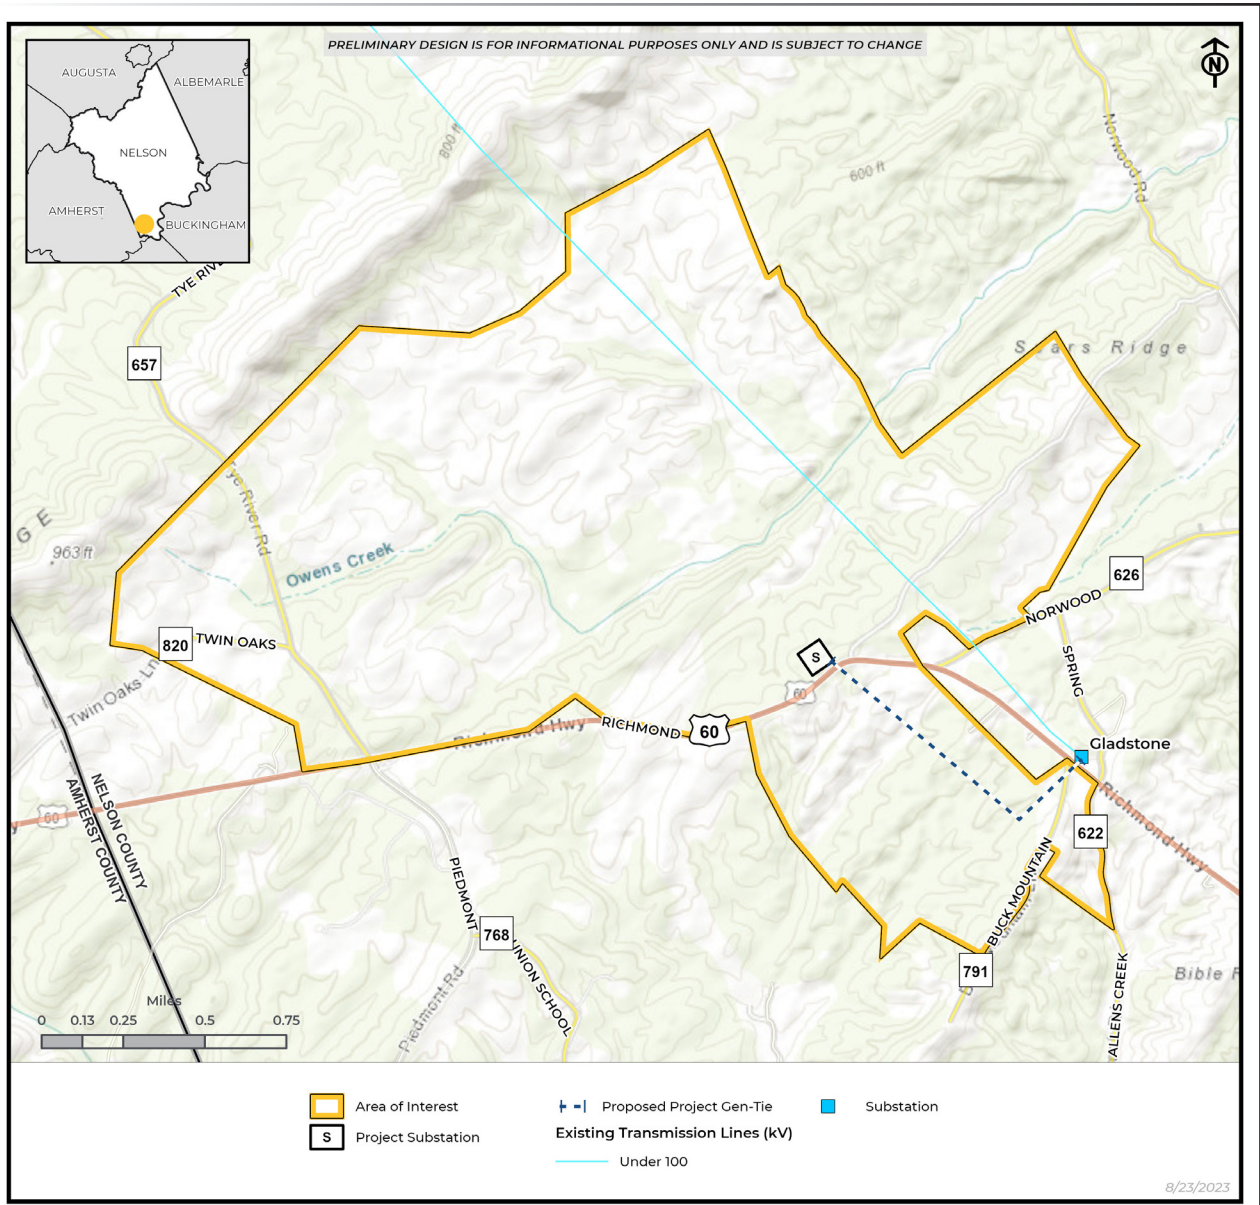 PRELIMINARY DESIGN IS FOR INFORMATIONAL PURPOSES ONLY AND IS SUBJECT TO CHANGE
N
AUGUSTA
ALBEMARLE
NELSON
AMHERST
BUCKINGHAM
800 ft
600 ft
Norwood Rd
TYE RIV
657
Sears Ridge
Tye River Rd
GE
963 ft
Owens Creek
626
NORWOOD
820
TWIN OAKS
Twin Oaks Ln
S
60
SPRING
RICHMOND
60
Richmond Hwy
Gladstone
NELSON COUNTY
AMHERST COUNTY
60
y
Richmond Hwy
622
BUCK MOUNTAIN
PIEDMONT
768
UNION SCHOOL
Piedmont Rd
791
ALLENS CREEK
Bible R
Miles
0 0.13 0.25 0.5 0.75
Area of Interest
Proposed Project Gen-Tie
Substation
S
Project Substation
Existing Transmission Lines (kV)
Under 100
8/23/2023